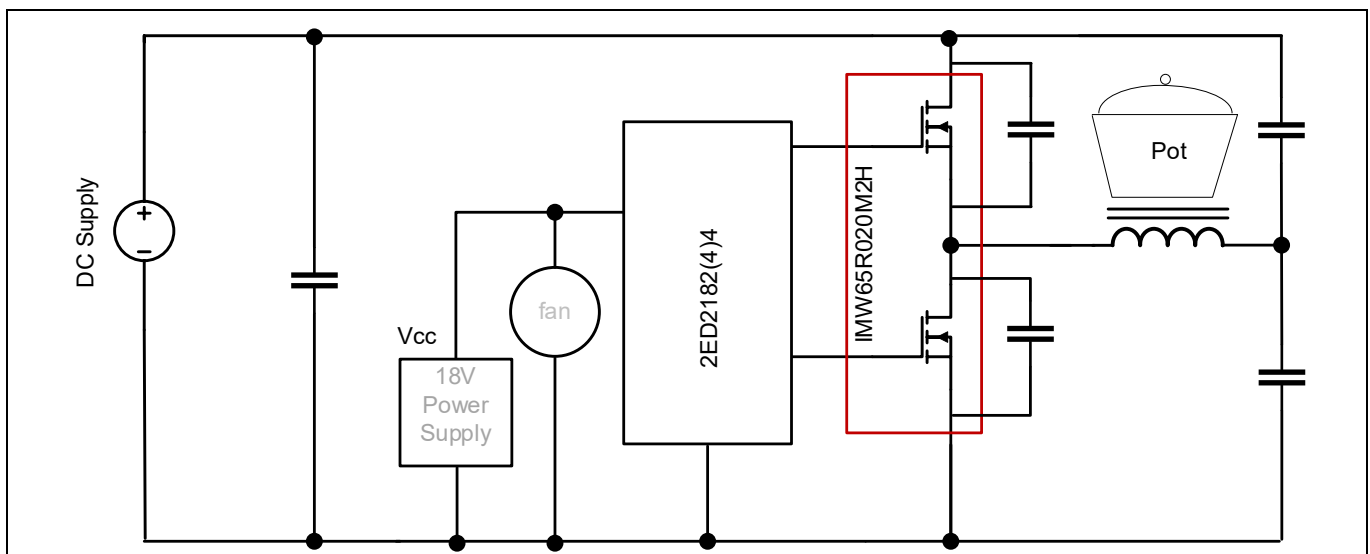 DC Supply
+
−
Vcc
18V
Power
Supply
fan
2ED2182(4)4
IMW65R020M2H
Pot